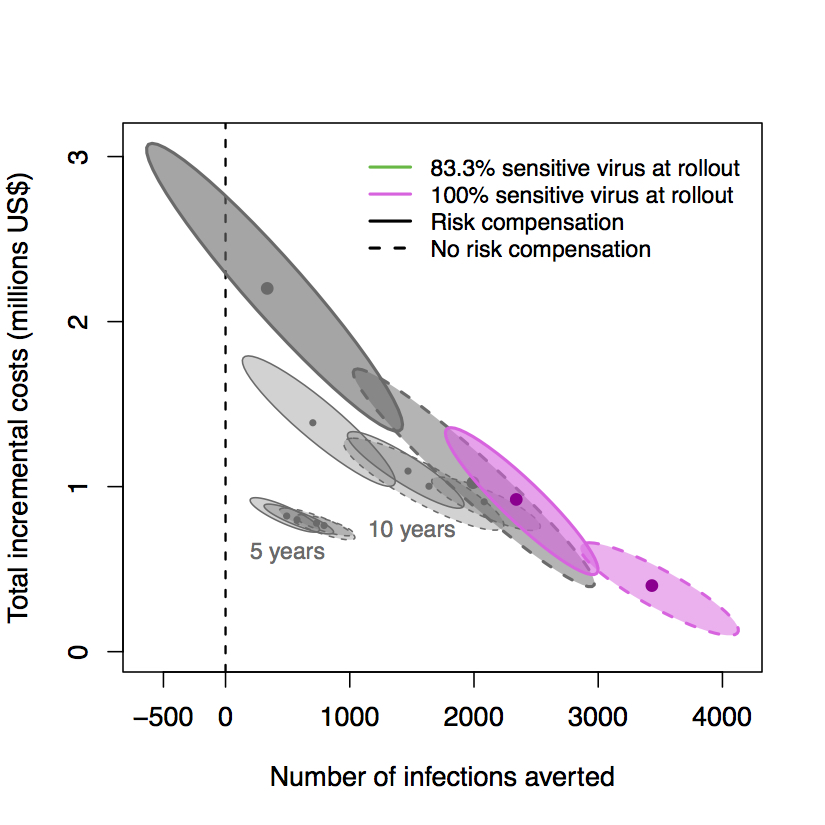 83.3% sensitive virus at rollout
100% sensitive virus at rollout
Risk compensation
No risk compensation
Total incremental costs (millions US$)
3
2
1
0
10 years
5 years
−500 0 1000 2000 3000 4000
Number of infections averted